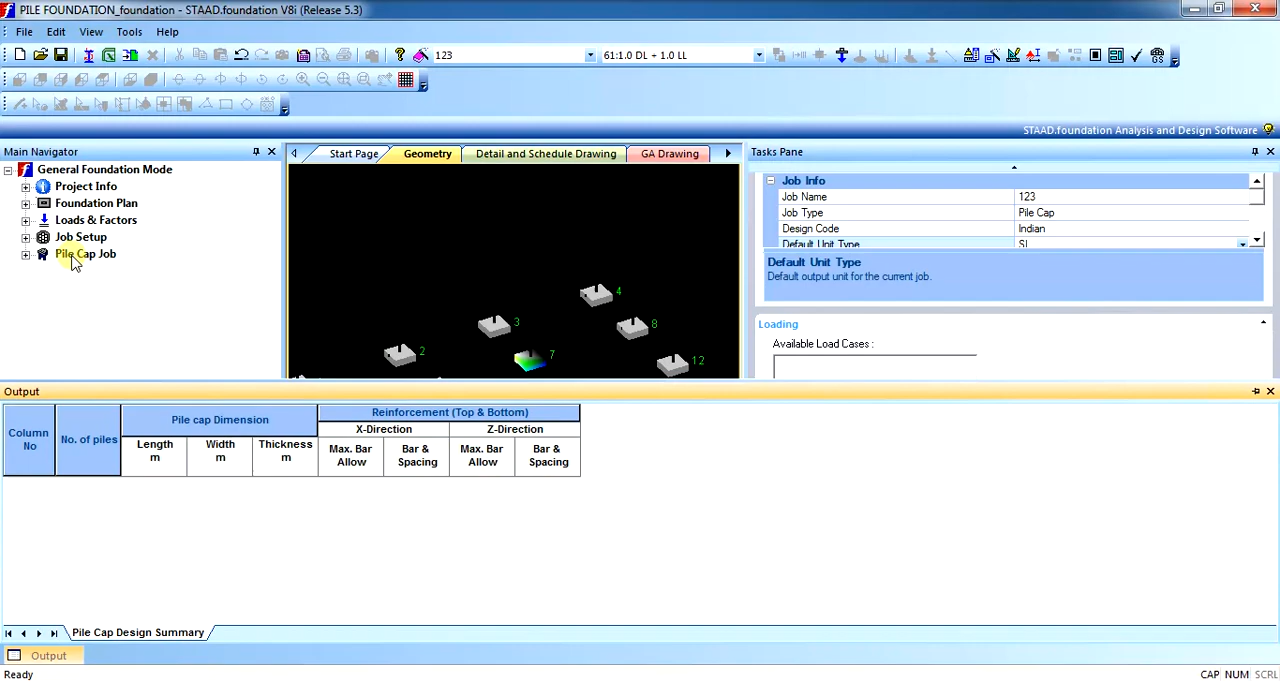 PILE FOUNDATION_foundation - STAAD.foundation V8i (Release 5.3)
File Edit View Tools Help
123
61:1.0 DL + 1.0 LL
STAAD.foundation Analysis and Design Software
Main Navigator
General Foundation Mode
Project Info
Foundation Plan
Loads & Factors
Job Setup
Pile Cap Job
Start Page
Geometry
Detail and Schedule Drawing
GA Drawing
4
3
8
2
7
12
Tasks Pane
Job Info
Job Name 123
Job Type Pile Cap
Design Code Indian
Default Unit Type SI
Default Unit Type
Default output unit for the current job.
Loading
Available Load Cases :
Output
Column No
No. of piles
Pile cap Dimension
Reinforcement (Top & Bottom)
X-Direction
Z-Direction
Length m
Width m
Thickness m
Max. Bar Allow
Bar & Spacing
Max. Bar Allow
Bar & Spacing
Pile Cap Design Summary
Output
Ready
CAP NUM SCRL